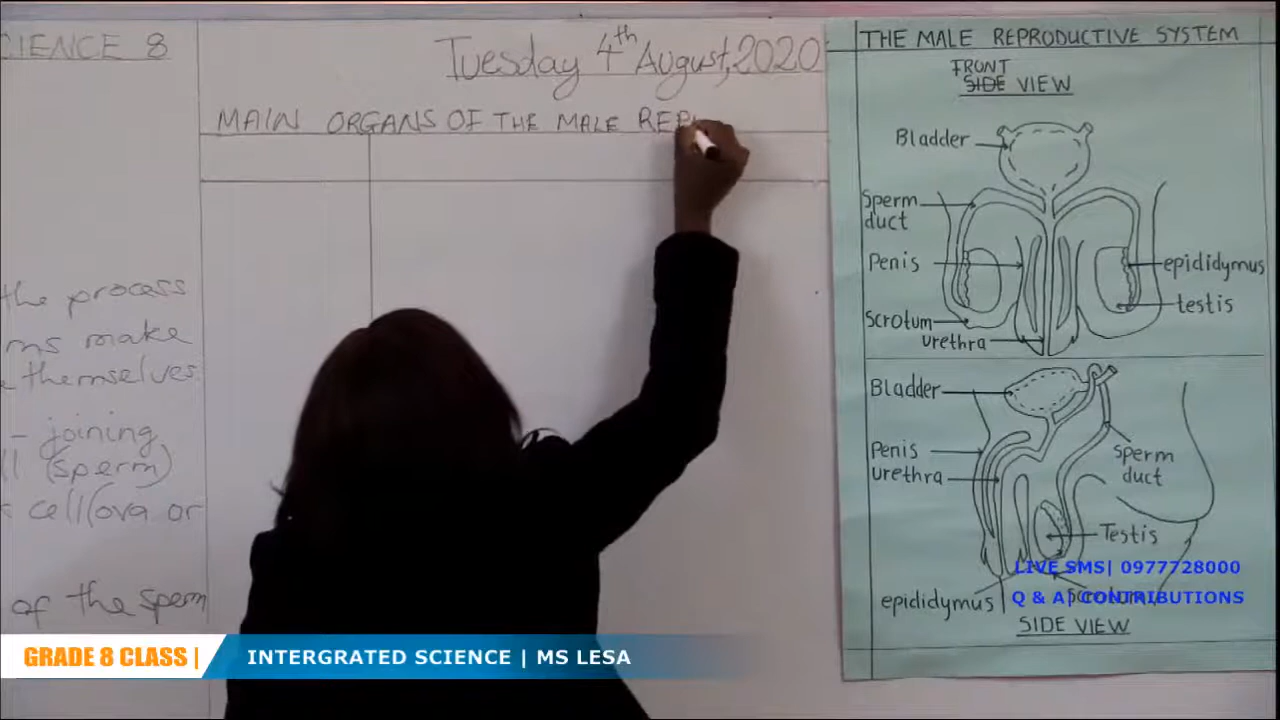 CIENCE 8
Tuesday 4th August, 2020
MAIN ORGANS OF THE MALE REP
the process
ms make
themselves.
- joining
ll (sperm)
cell (ova or
of the sperm
THE MALE REPRODUCTIVE SYSTEM
FRONT
SIDE VIEW
Bladder
Sperm
duct
Penis
epididymus
testis
Scrotum
urethra
Bladder
Penis
urethra
Sperm
duct
Testis
epididymus
Scrotum
SIDE VIEW
LIVE SMS| 0977728000
Q & A| CONTRIBUTIONS
GRADE 8 CLASS |
INTERGRATED SCIENCE | MS LESA